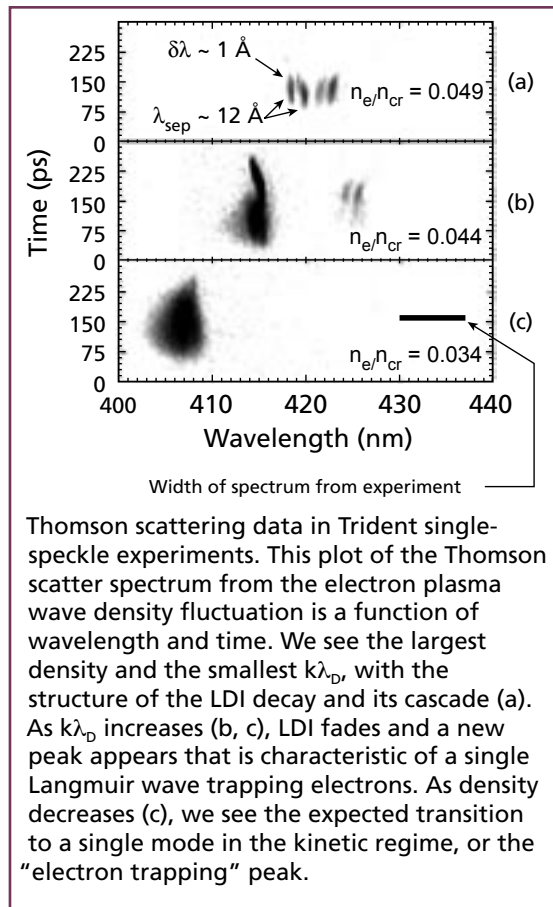 225
150
75
0
δλ ~ 1 Å
λsep ~ 12 Å
ne/ncr = 0.049
(a)
Time (ps)
225
150
75
0
ne/ncr = 0.044
(b)
225
150
75
0
ne/ncr = 0.034
(c)
400 410 420 430 440
Wavelength (nm)
Width of spectrum from experiment
Thomson scattering data in Trident single-
speckle experiments. This plot of the Thomson
scatter spectrum from the electron plasma
wave density fluctuation is a function of
wavelength and time. We see the largest
density and the smallest kλD, with the
structure of the LDI decay and its cascade (a).
As kλD increases (b, c), LDI fades and a new
peak appears that is characteristic of a single
Langmuir wave trapping electrons. As density
decreases (c), we see the expected transition
to a single mode in the kinetic regime, or the
“electron trapping” peak.